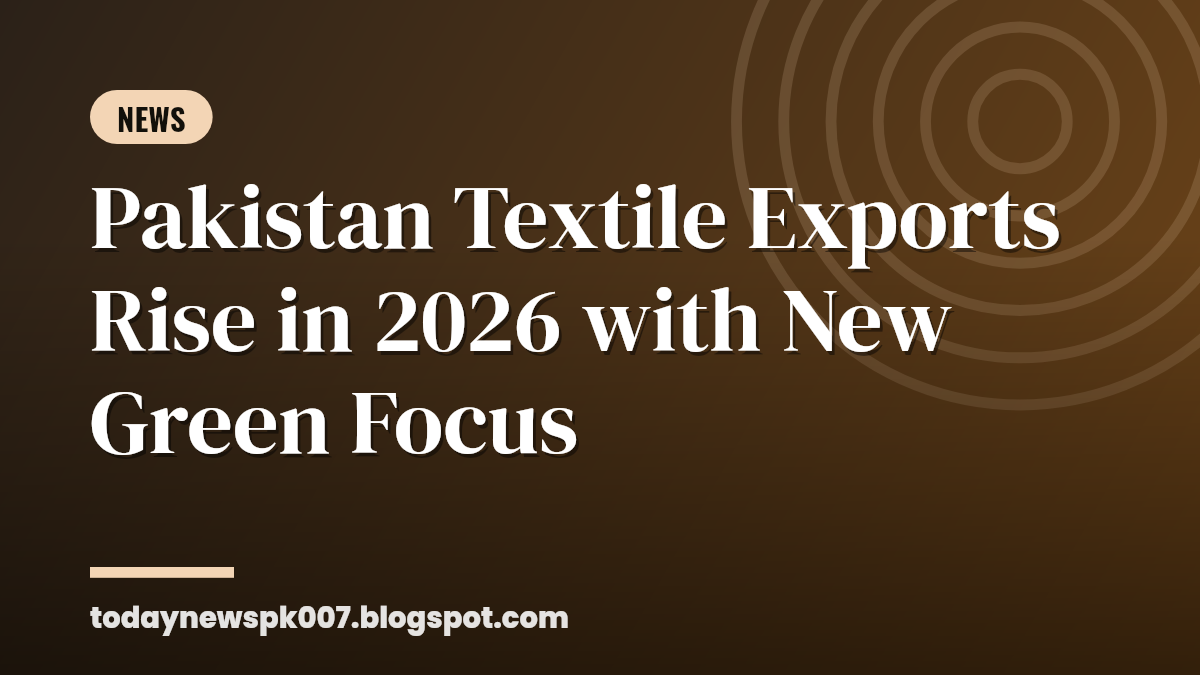 NEWS
Pakistan Textile Exports
Rise in 2026 with New
Green Focus
todaynewspk007.blogspot.com